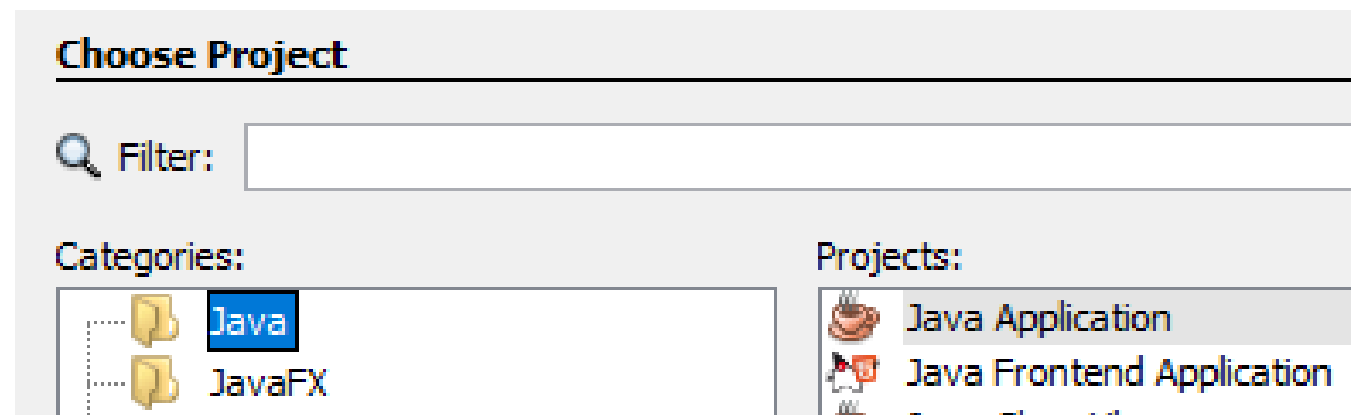 Choose Project
Filter:
Categories:
Projects:
Java
JavaFX
Java Application
Java Frontend Application